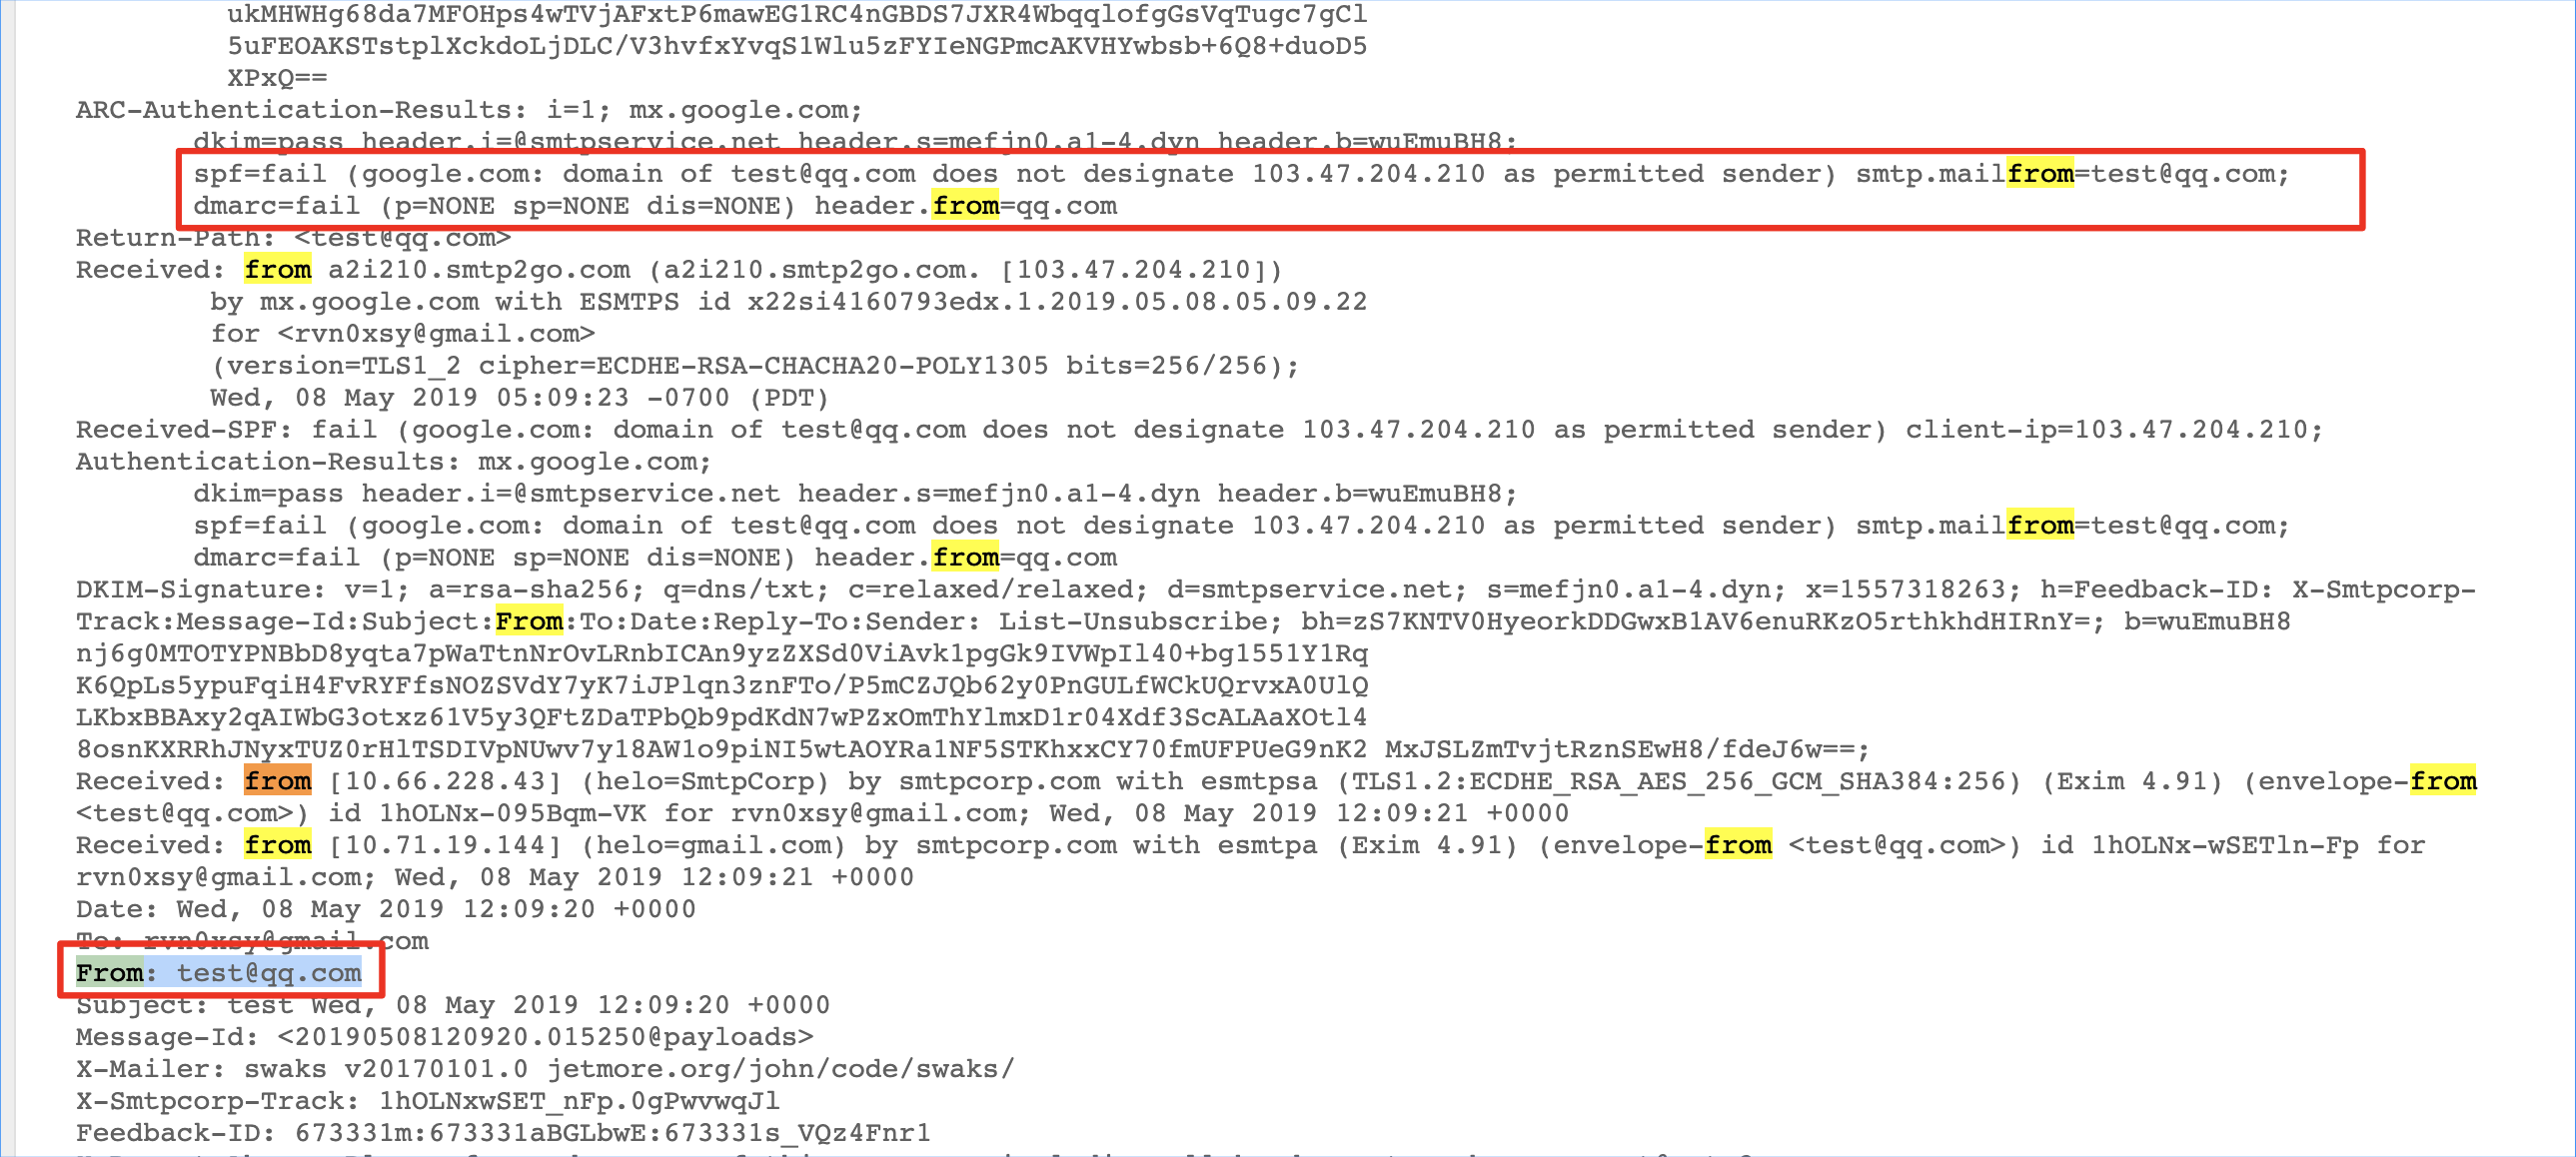 ukMHWHg68da7MFOHps4wTVjAFxtP6mawEG1RC4nGBDS7JXR4WbqqlofgGsVqTugc7gCl
5uFEOAKSTstplXckdoLjDLC/V3hvfxYvqS1Wlu5zFYIeNGPmcAKVHYwbsb+6Q8+duoD5
XPxQ==
ARC-Authentication-Results: i=1; mx.google.com;
dkim=pass header.i=@smtpservice.net header.s=mefjn0.a1-4.dyn header.b=wuEmuBH8;
spf=fail (google.com: domain of test@qq.com does not designate 103.47.204.210 as permitted sender) smtp.mailfrom=test@qq.com;
dmarc=fail (p=NONE sp=NONE dis=NONE) header.from=qq.com
Return-Path: <test@qq.com>
Received: from a2i210.smtp2go.com (a2i210.smtp2go.com. [103.47.204.210])
by mx.google.com with ESMTPS id x22si4160793edx.1.2019.05.08.05.09.22
for <rvn0xsy@gmail.com>
(version=TLS1_2 cipher=ECDHE-RSA-CHACHA20-POLY1305 bits=256/256);
Wed, 08 May 2019 05:09:23 -0700 (PDT)
Received-SPF: fail (google.com: domain of test@qq.com does not designate 103.47.204.210 as permitted sender) client-ip=103.47.204.210;
Authentication-Results: mx.google.com;
dkim=pass header.i=@smtpservice.net header.s=mefjn0.a1-4.dyn header.b=wuEmuBH8;
spf=fail (google.com: domain of test@qq.com does not designate 103.47.204.210 as permitted sender) smtp.mailfrom=test@qq.com;
dmarc=fail (p=NONE sp=NONE dis=NONE) header.from=qq.com
DKIM-Signature: v=1; a=rsa-sha256; q=dns/txt; c=relaxed/relaxed; d=smtpservice.net; s=mefjn0.a1-4.dyn; x=1557318263; h=Feedback-ID: X-Smtpcorp-
Track:Message-Id:Subject:From:To:Date:Reply-To:Sender: List-Unsubscribe; bh=zS7KNTV0HyeorkDDGwxB1AV6enuRKzO5rthkhdHIRnY=; b=wuEmuBH8
nj6g0MTOTYPNBbD8yqta7pWaTtnNrOvLRnbICAn9yzZXSd0ViAvk1pgGk9IVWpIl40+bg1551Y1Rq
K6QpLs5ypuFqiH4FvRYFfsNOZSVdY7yK7iJPlqn3znFTo/P5mCZJQb62y0PnGULfWCkUQrvxA0UlQ
LKbxBBAxy2qAIWbG3otxz61V5y3QFtZDaTPbQb9pdKdN7wPZxOmThYlmxD1r04Xdf3ScALAaXOtl4
8osnKXRRhJNyxTUZ0rHlTSDIVpNUwv7y18AW1o9piNI5wtAOYRa1NF5STKhxxCY70fmUFPUeG9nK2 MxJSLZmTvjtRznSEwH8/fdeJ6w==;
Received: from [10.66.228.43] (helo=SmtpCorp) by smtpcorp.com with esmtpsa (TLS1.2:ECDHE_RSA_AES_256_GCM_SHA384:256) (Exim 4.91) (envelope-from
<test@qq.com>) id 1hOLNx-095Bqm-VK for rvn0xsy@gmail.com; Wed, 08 May 2019 12:09:21 +0000
Received: from [10.71.19.144] (helo=gmail.com) by smtpcorp.com with esmtpa (Exim 4.91) (envelope-from <test@qq.com>) id 1hOLNx-wSETln-Fp for
rvn0xsy@gmail.com; Wed, 08 May 2019 12:09:21 +0000
Date: Wed, 08 May 2019 12:09:20 +0000
To: rvn0xsy@gmail.com
From: test@qq.com
Subject: test Wed, 08 May 2019 12:09:20 +0000
Message-Id: <20190508120920.015250@payloads>
X-Mailer: swaks v20170101.0 jetmore.org/john/code/swaks/
X-Smtpcorp-Track: 1hOLNxwSET_nFp.0gPwvwqJl
Feedback-ID: 673331m:673331aBGLbwE:673331s_VQz4Fnr1